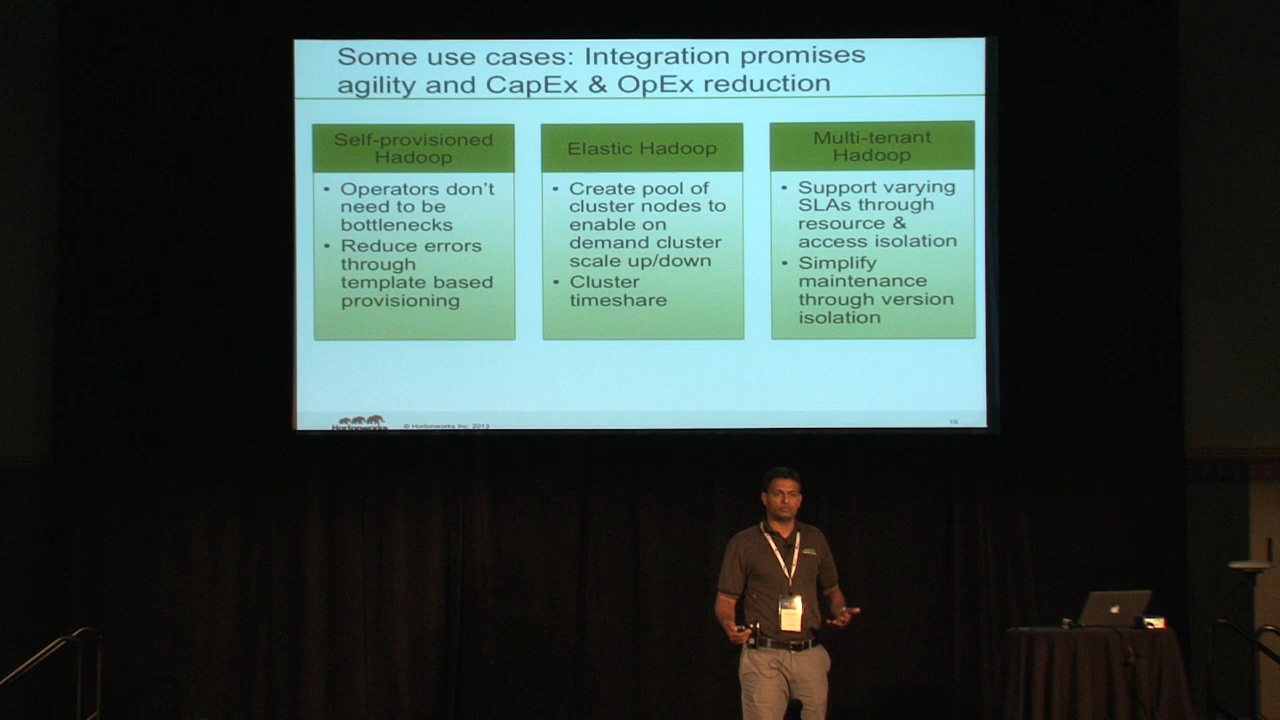 Some use cases: Integration promises
agility and CapEx & OpEx reduction
Self-provisioned
Hadoop
• Operators don't
need to be
bottlenecks
• Reduce errors
through
template based
provisioning
Elastic Hadoop
• Create pool of
cluster nodes to
enable on
demand cluster
scale up/down
• Cluster
timeshare
Multi-tenant
Hadoop
• Support varying
SLAs through
resource &
access isolation
• Simplify
maintenance
through version
isolation
Hortonworks
© Hortonworks Inc. 2013